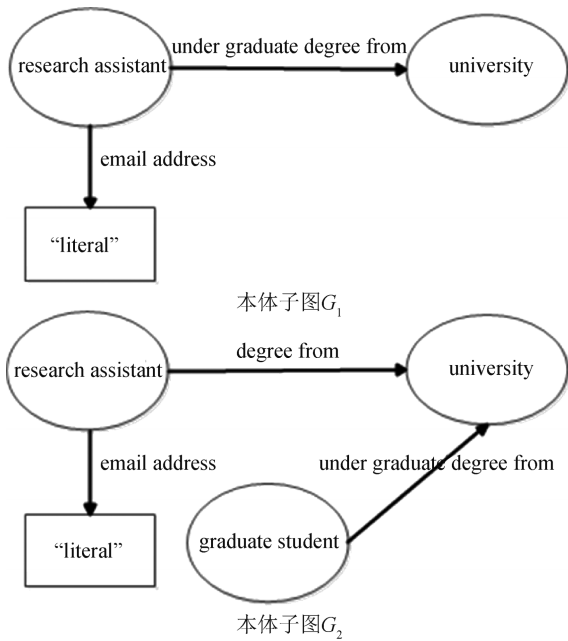 under graduate degree from
research assistant
university
email address
“literal”
本体子图G₁
degree from
research assistant
university
email address
under graduate degree from
“literal”
graduate student
本体子图G₂